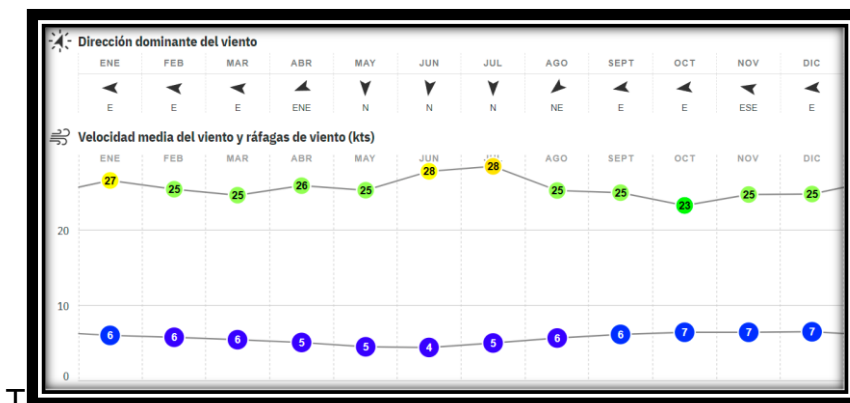 Dirección dominante del viento
ENE FEB MAR ABR MAY JUN JUL AGO SEPT OCT NOV DIC
E E E ENE N N N NE E E ESE E
Velocidad media del viento y ráfagas de viento (kts)
ENE FEB MAR ABR MAY JUN JUL AGO SEPT OCT NOV DIC
27 25 25 26 25 28 28 25 25 23 25 25
20
10
6 6 6 5 5 4 5 6 6 7 7 7
0
T